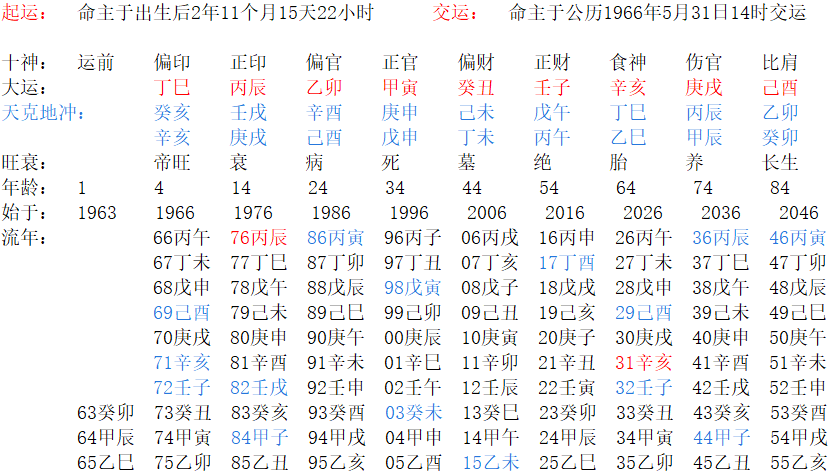 起运： 命主于出生后2年11个月15天22小时 交运： 命主于公历1966年5月31日14时交运
十神： 运前 偏印 正印 偏官 正官 偏财 正财 食神 伤官 比肩
大运： 丁巳 丙辰 乙卯 甲寅 癸丑 壬子 辛亥 庚戌 己酉
天克地冲： 癸亥 壬戌 辛酉 庚申 己未 戊午 丁巳 丙辰 乙卯
辛亥 庚戌 己酉 戊申 丁未 丙午 乙巳 甲辰 癸卯
旺衰： 帝旺 衰 病 死 墓 绝 胎 养 长生
年龄： 1 4 14 24 34 44 54 64 74 84
始于： 1963 1966 1976 1986 1996 2006 2016 2026 2036 2046
流年： 66丙午 76丙辰 86丙寅 96丙子 06丙戌 16丙申 26丙午 36丙辰 46丙寅
67丁未 77丁巳 87丁卯 97丁丑 07丁亥 17丁酉 27丁未 37丁巳 47丁卯
68戊申 78戊午 88戊辰 98戊寅 08戊子 18戊戌 28戊申 38戊午 48戊辰
69己酉 79己未 89己巳 99己卯 09己丑 19己亥 29己酉 39己未 49己巳
70庚戌 80庚申 90庚午 00庚辰 10庚寅 20庚子 30庚戌 40庚申 50庚午
71辛亥 81辛酉 91辛未 01辛巳 11辛卯 21辛丑 31辛亥 41辛酉 51辛未
72壬子 82壬戌 92壬申 02壬午 12壬辰 22壬寅 32壬子 42壬戌 52壬申
63癸卯 73癸丑 83癸亥 93癸酉 03癸未 13癸巳 23癸卯 33癸丑 43癸亥 53癸酉
64甲辰 74甲寅 84甲子 94甲戌 04甲申 14甲午 24甲辰 34甲寅 44甲子 54甲戌
65乙巳 75乙卯 85乙丑 95乙亥 05乙酉 15乙未 25乙巳 35乙卯 45乙丑 55乙亥